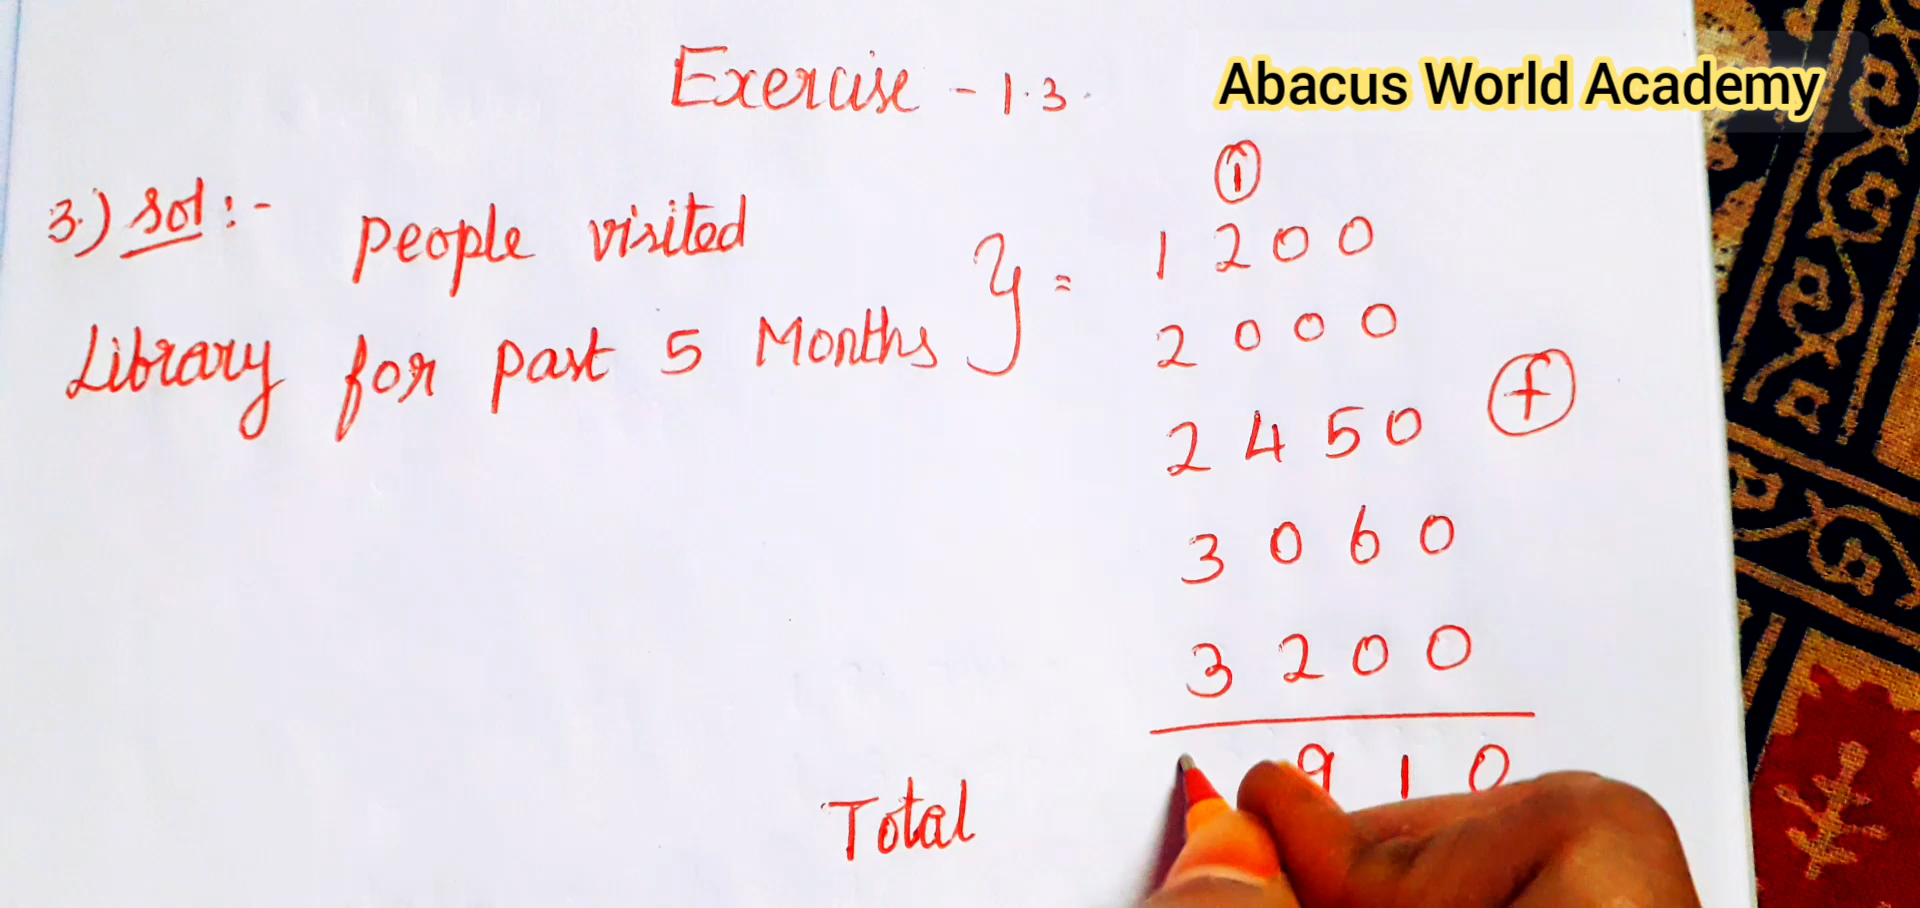 Exercise - 1.3.
Abacus World Academy
3.) Sol :-
people visited
Library for past 5 Months } =
1
1 2 0 0
2 0 0 0
2 4 5 0
+
3 0 6 0
3 2 0 0
Total 9 1 0